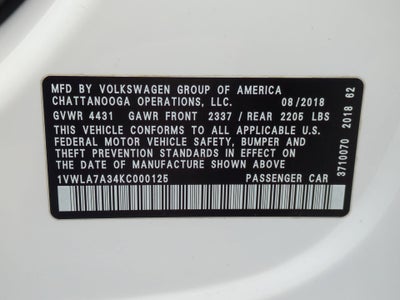 MFD BY VOLKSWAGEN GROUP OF AMERICA
CHATTANOOGA OPERATIONS, LLC. 08/2018
GVWR 4431 GAWR FRONT 2337 / REAR 2205 LBS
THIS VEHICLE CONFORMS TO ALL APPLICABLE U.S.
FEDERAL MOTOR VEHICLE SAFETY, BUMPER AND
THEFT PREVENTION STANDARDS IN EFFECT ON
THE DATE OF MANUFACTURE SHOWN ABOVE
1VWLA7A34KC000125 PASSENGER CAR
3710070 2018 62